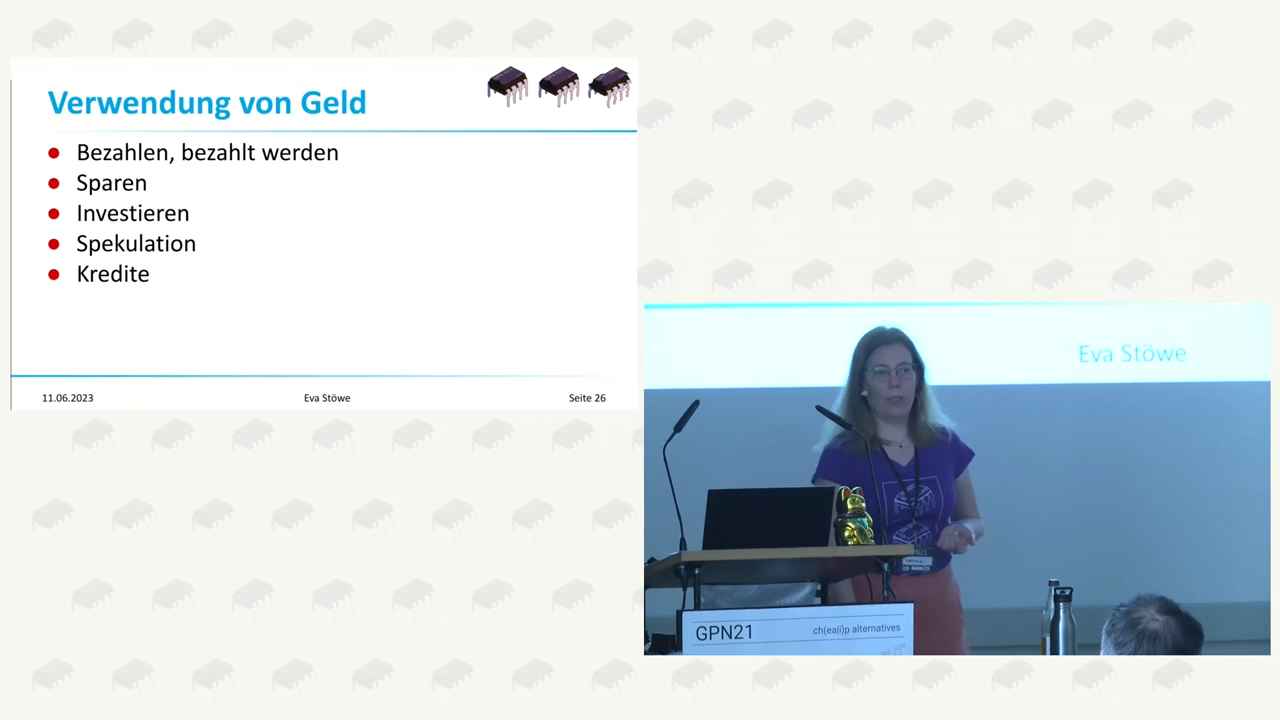 Verwendung von Geld
Bezahlen, bezahlt werden
Sparen
Investieren
Spekulation
Kredite
11.06.2023
Eva Stöwe
Seite 26
Eva Stöwe
GPN21
ch(ea|i)p alternatives